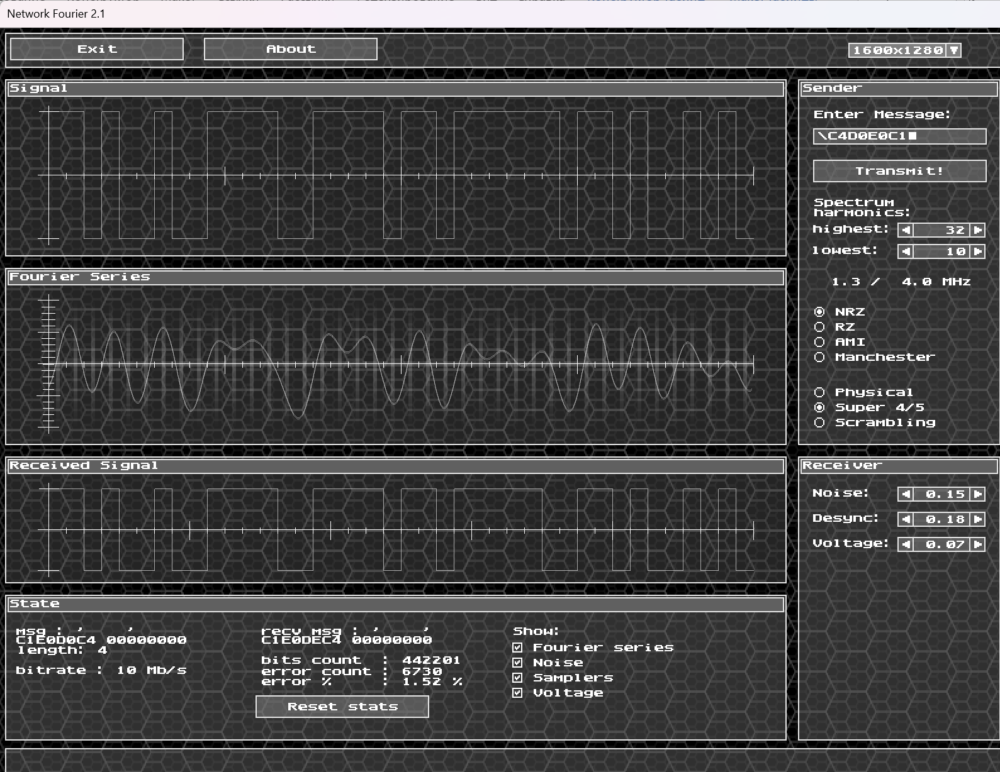 Network Fourier 2.1
Exit
About
1600x1280
Signal
Sender
Enter Message:
\C4D0E0C1
Transmit!
Spectrum
harmonics:
highest: 32
lowest: 10
1.3 / 4.0 MHz
NRZ
RZ
AMI
Manchester
Physical
Super 4/5
Scrambling
Fourier Series
Received Signal
Receiver
Noise: 0.15
Desync: 0.18
Voltage: 0.07
State
msg : ' '
C1E0D0C4 00000000
length: 4
bitrate : 10 Mb/s
recv msg : ' '
C1E0DEC4 00000000
bits count : 442201
error count : 6730
error % : 1.52 %
Reset stats
Show:
Fourier series
Noise
Samplers
Voltage